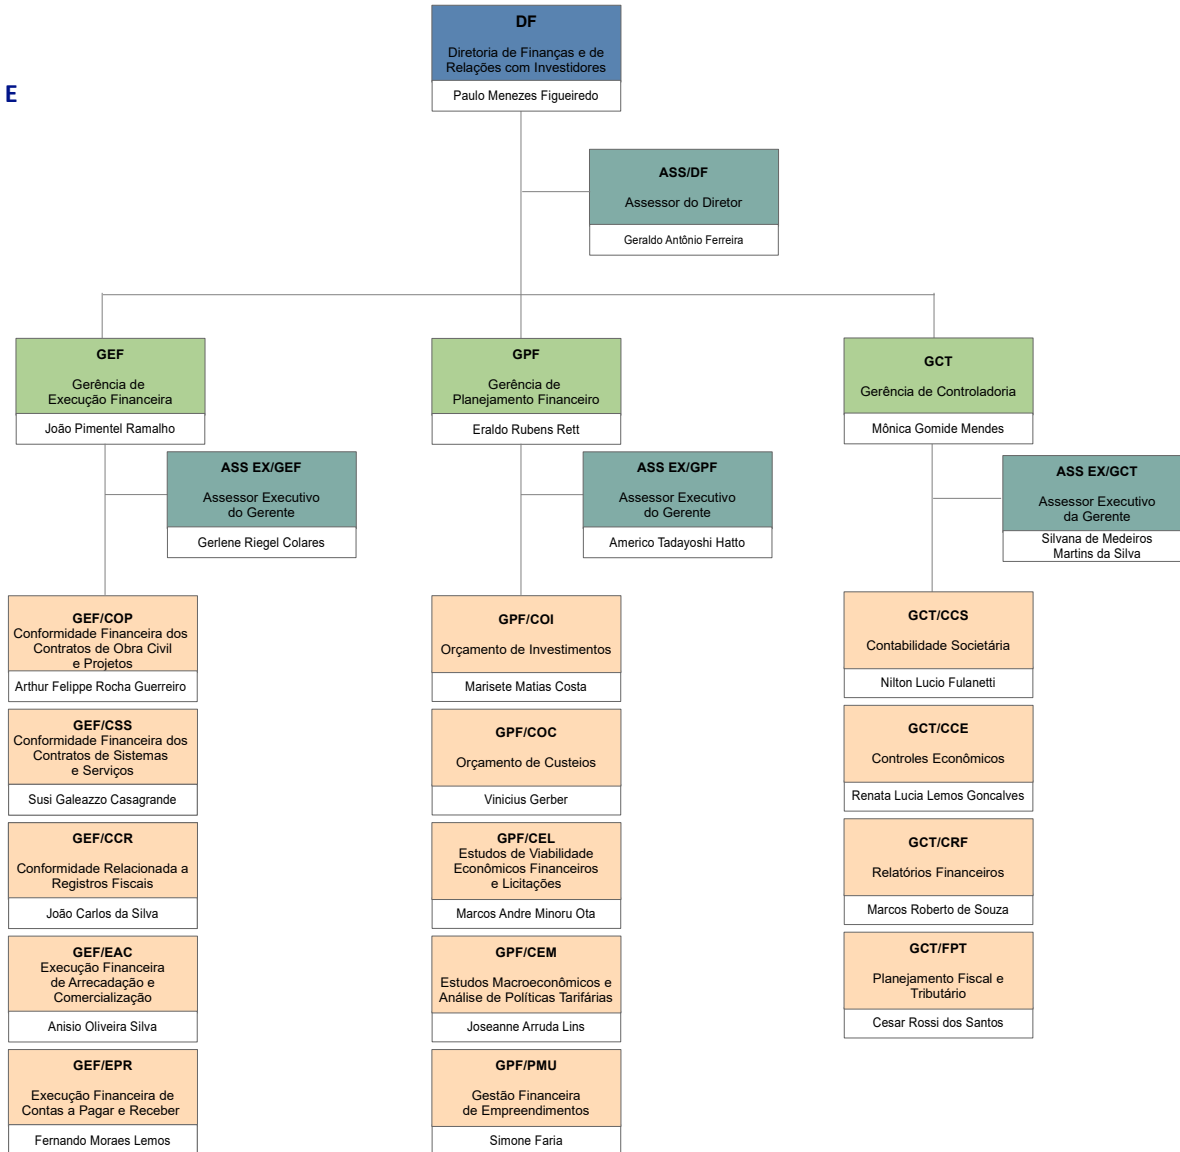 DF
Diretoria de Finanças e de
Relações com Investidores
Paulo Menezes Figueiredo
E
ASS/DF
Assessor do Diretor
Geraldo Antônio Ferreira
GEF
Gerência de
Execução Financeira
João Pimentel Ramalho
GPF
Gerência de
Planejamento Financeiro
Eraldo Rubens Rett
GCT
Gerência de Controladoria
Mônica Gomide Mendes
ASS EX/GEF
Assessor Executivo
do Gerente
Gerlene Riegel Colares
ASS EX/GPF
Assessor Executivo
do Gerente
Americo Tadayoshi Hatto
ASS EX/GCT
Assessor Executivo
da Gerente
Silvana de Medeiros
Martins da Silva
GEF/COP
Conformidade Financeira dos
Contratos de Obra Civil
e Projetos
Arthur Felippe Rocha Guerreiro
GEF/CSS
Conformidade Financeira dos
Contratos de Sistemas
e Serviços
Susi Galeazzo Casagrande
GEF/CCR
Conformidade Relacionada a
Registros Fiscais
João Carlos da Silva
GEF/EAC
Execução Financeira
de Arrecadação e
Comercialização
Anisio Oliveira Silva
GEF/EPR
Execução Financeira de
Contas a Pagar e Receber
Fernando Moraes Lemos
GPF/COI
Orçamento de Investimentos
Marisete Matias Costa
GPF/COC
Orçamento de Custeios
Vinicius Gerber
GPF/CEL
Estudos de Viabilidade
Econômicos Financeiros
e Licitações
Marcos Andre Minoru Ota
GPF/CEM
Estudos Macroeconômicos e
Análise de Políticas Tarifárias
Joseanne Arruda Lins
GPF/PMU
Gestão Financeira
de Empreendimentos
Simone Faria
GCT/CCS
Contabilidade Societária
Nilton Lucio Fulanetti
GCT/CCE
Controles Econômicos
Renata Lucia Lemos Goncalves
GCT/CRF
Relatórios Financeiros
Marcos Roberto de Souza
GCT/FPT
Planejamento Fiscal e
Tributário
Cesar Rossi dos Santos